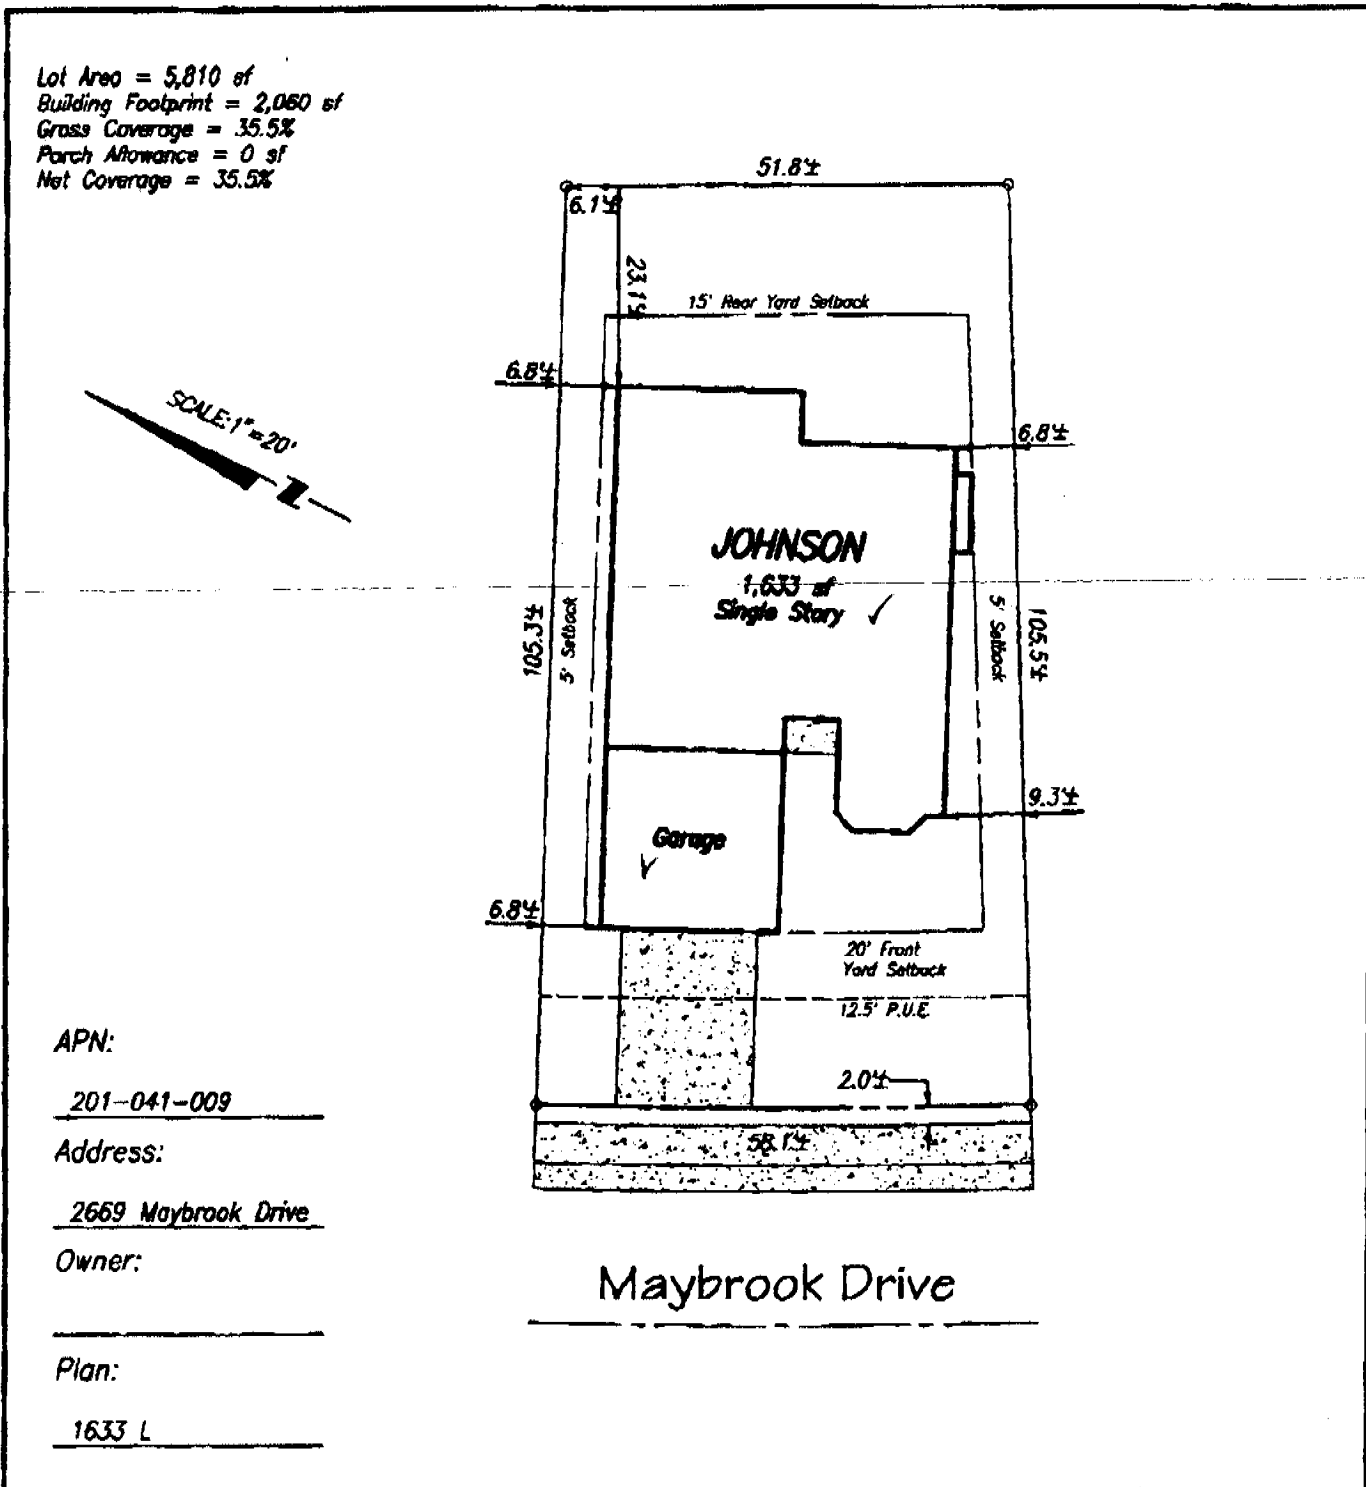 Lot Area = 5,810 sf
Building Footprint = 2,060 sf
Gross Coverage = 35.5%
Porch Allowance = 0 sf
Net Coverage = 35.5%
51.8'±
6.1'±
23.1'±
15' Rear Yard Setback
6.8'±
SCALE: 1"=20'
Z
6.8'±
JOHNSON
1,633 sf
Single Story
105.3'±
5' Setback
5' Setback
105.5'±
9.3'±
Garage
6.8'±
20' Front
Yard Setback
12.5' P.U.E.
2.0'±
58.1'±
APN:
201-041-009
Address:
2669 Maybrook Drive
Owner:
Plan:
1633 L
Maybrook Drive